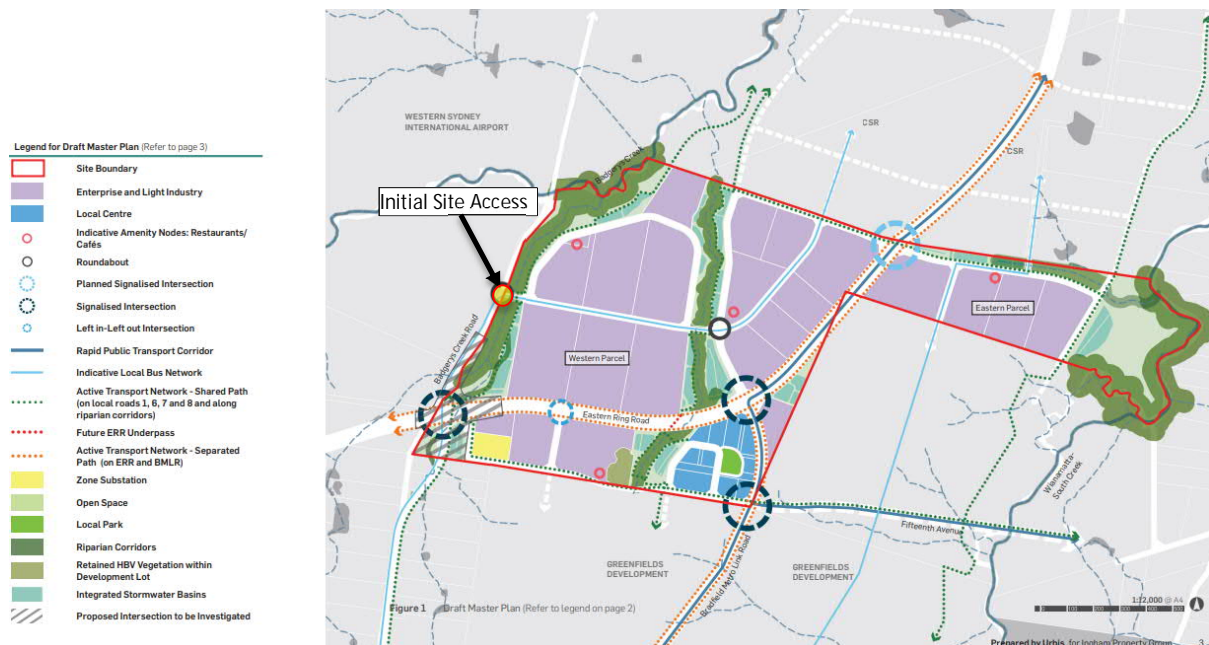 Legend for Draft Master Plan (Refer to page 3)
Site Boundary
Enterprise and Light Industry
Local Centre
Indicative Amenity Nodes: Restaurants/
Cafés
Roundabout
Planned Signalised Intersection
Signalised Intersection
Left in-Left out Intersection
Rapid Public Transport Corridor
Indicative Local Bus Network
Active Transport Network - Shared Path
(on local roads 1, 6, 7 and 8 and along
riparian corridors)
Future ERR Underpass
Active Transport Network - Separated
Path (on ERR and BMLR)
Zone Substation
Open Space
Local Park
Riparian Corridors
Retained HBV Vegetation within
Development Lot
Integrated Stormwater Basins
Proposed Intersection to be Investigated
WESTERN SYDNEY
INTERNATIONAL AIRPORT
CSR
CSR
Badgerys Creek
Initial Site Access
Eastern Parcel
Western Parcel
Badgerys Creek Road
Eastern Ring Road
Wianamatta-
South Creek
Fifteenth Avenue
Bradfield Metro Link Road
GREENFIELDS
DEVELOPMENT
GREENFIELDS
DEVELOPMENT
Figure 1 Draft Master Plan (Refer to legend on page 2)
1:12,000 @ A4
Prepared by Urbis for Ingham Property Group 3